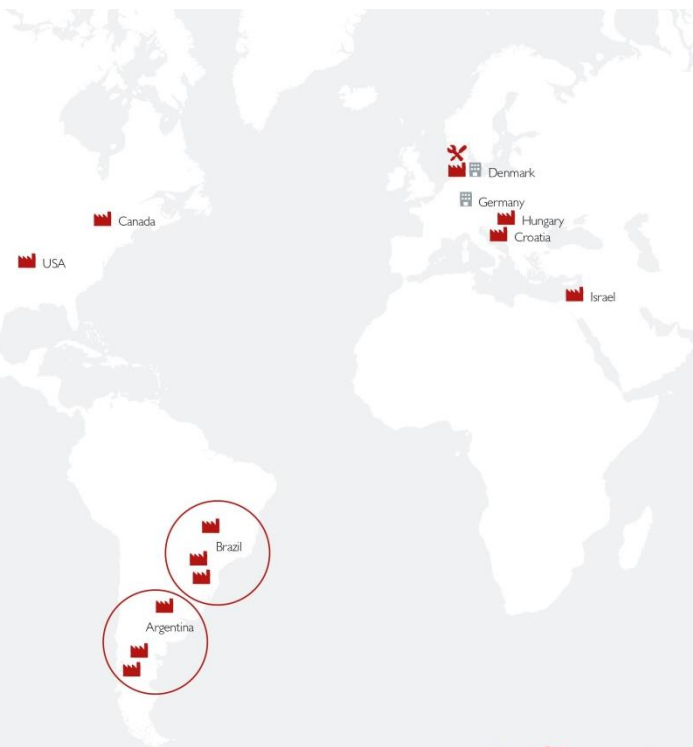 Denmark
Germany
Canada
Hungary
Croatia
USA
Israel
Brazil
Argentina